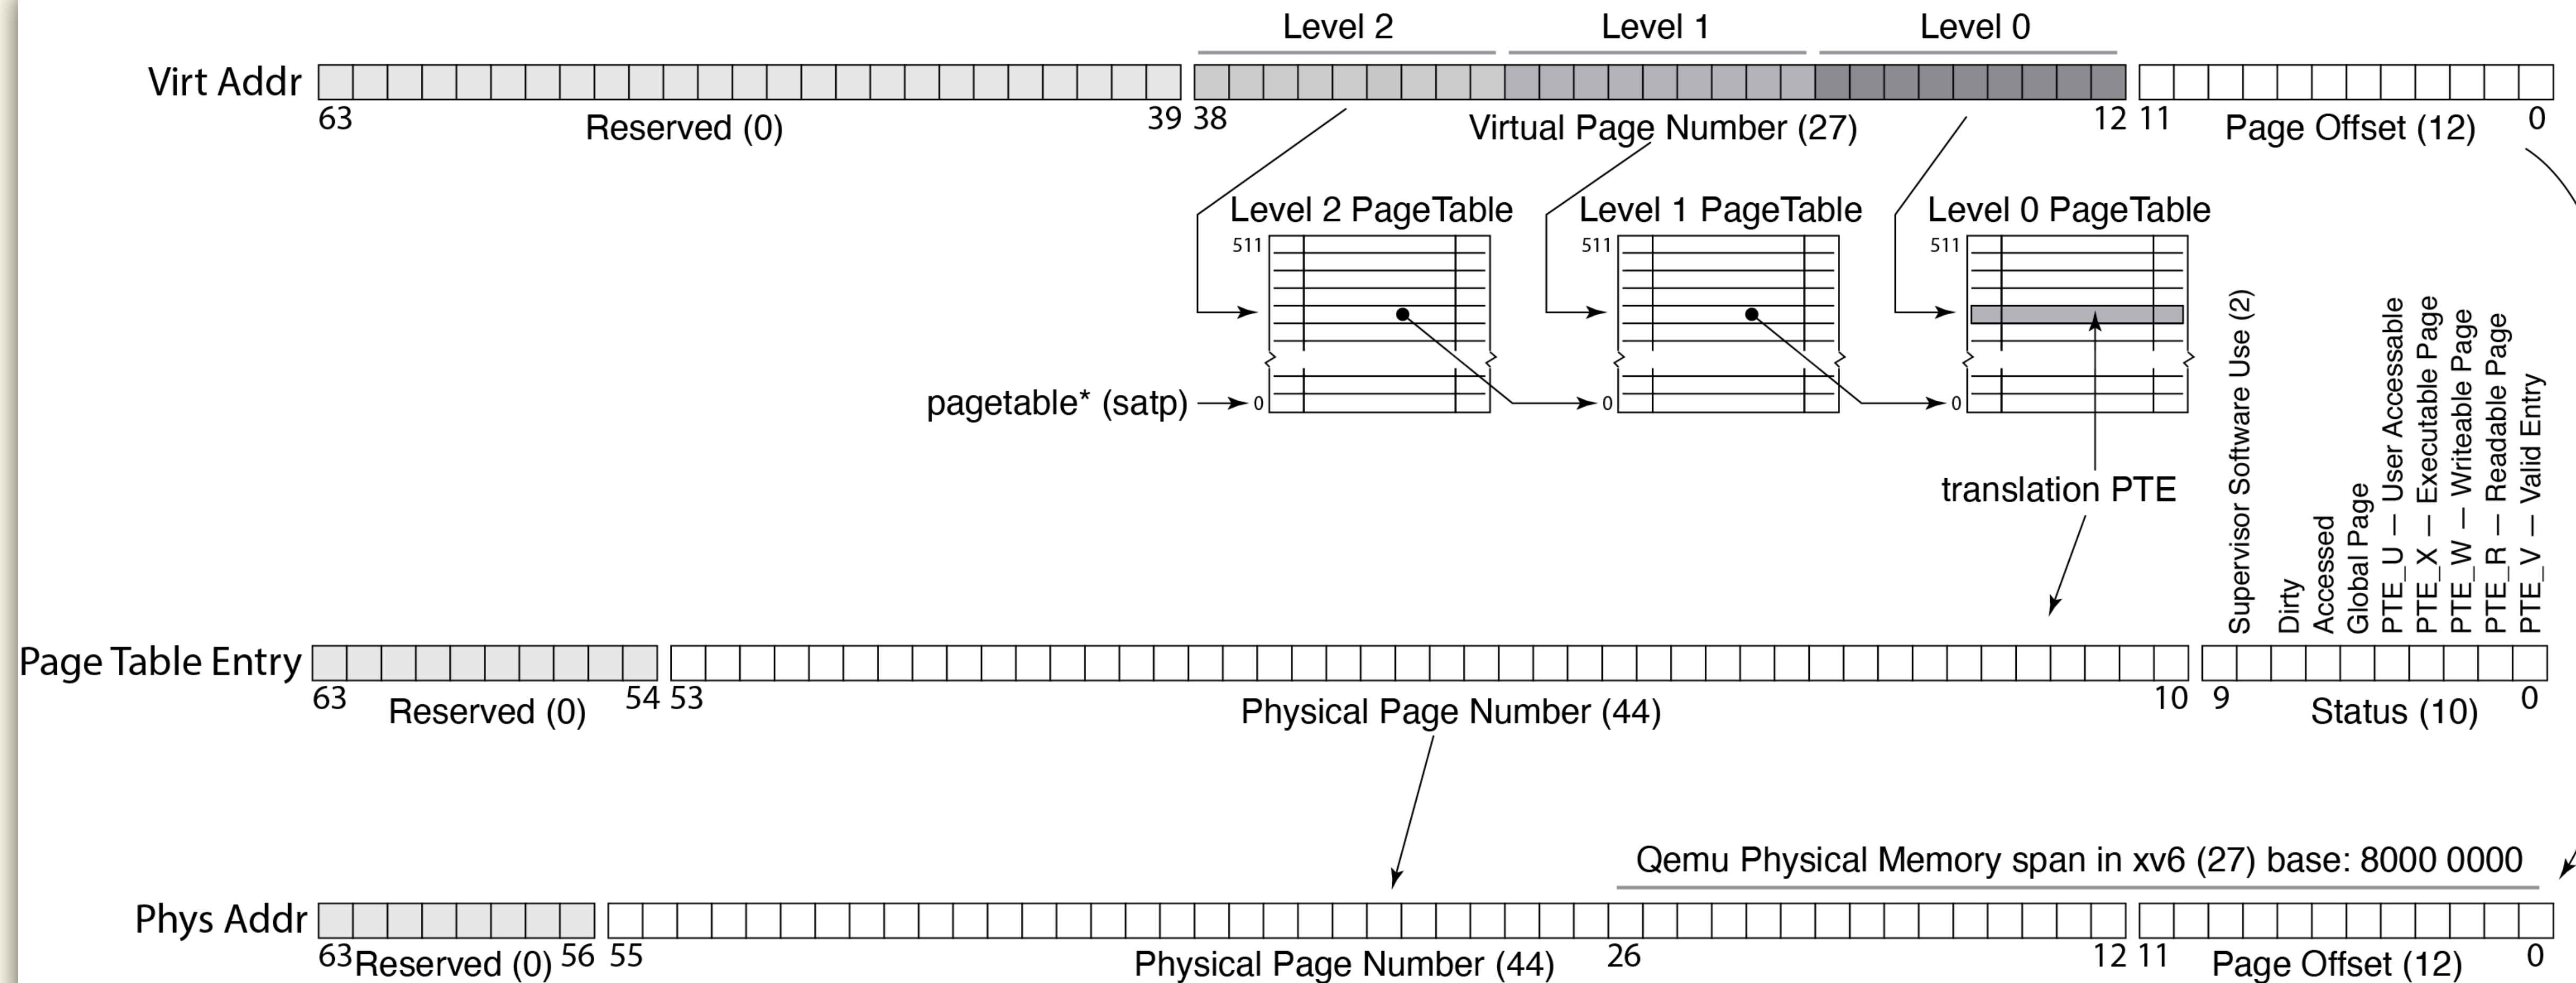 Level 2 Level 1 Level 0
Virt Addr
63 39 38 12 11 0
Reserved (0) Virtual Page Number (27) Page Offset (12)
Level 2 PageTable Level 1 PageTable Level 0 PageTable
511 511 511
pagetable* (satp) 0 0 0
translation PTE
Supervisor Software Use (2)
Dirty
Accessed
Global Page
PTE_U — User Accessable
PTE_X — Executable Page
PTE_W — Writeable Page
PTE_R — Readable Page
PTE_V — Valid Entry
Page Table Entry
63 54 53 10 9 0
Reserved (0) Physical Page Number (44) Status (10)
Qemu Physical Memory span in xv6 (27) base: 8000 0000
Phys Addr
63 56 55 26 12 11 0
Reserved (0) Physical Page Number (44) Page Offset (12)